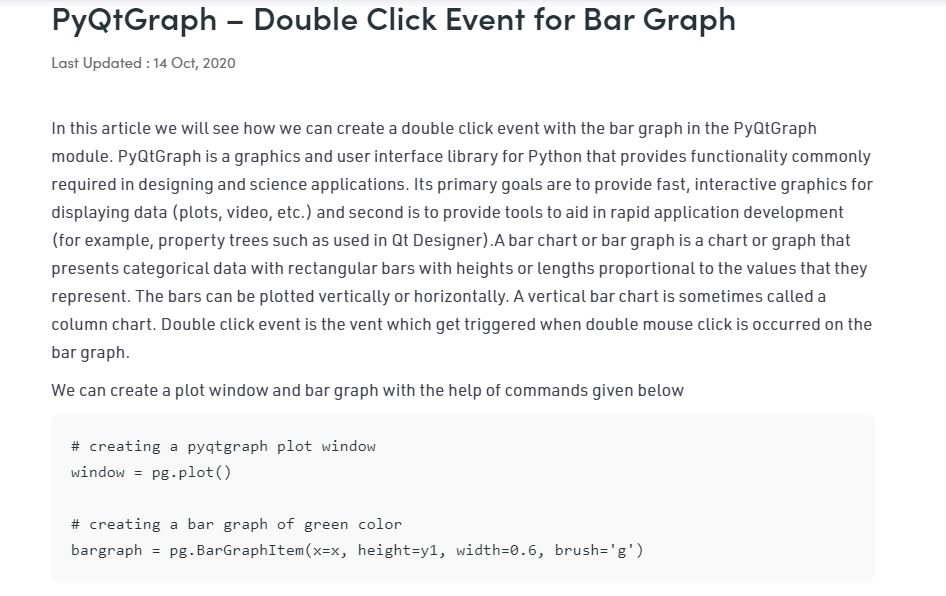 PyQtGraph – Double Click Event for Bar Graph
Last Updated : 14 Oct, 2020
In this article we will see how we can create a double click event with the bar graph in the PyQtGraph
module. PyQtGraph is a graphics and user interface library for Python that provides functionality commonly
required in designing and science applications. Its primary goals are to provide fast, interactive graphics for
displaying data (plots, video, etc.) and second is to provide tools to aid in rapid application development
(for example, property trees such as used in Qt Designer).A bar chart or bar graph is a chart or graph that
presents categorical data with rectangular bars with heights or lengths proportional to the values that they
represent. The bars can be plotted vertically or horizontally. A vertical bar chart is sometimes called a
column chart. Double click event is the vent which get triggered when double mouse click is occurred on the
bar graph.
We can create a plot window and bar graph with the help of commands given below
# creating a pyqtgraph plot window
window = pg.plot()
# creating a bar graph of green color
bargraph = pg.BarGraphItem(x=x, height=y1, width=0.6, brush='g')